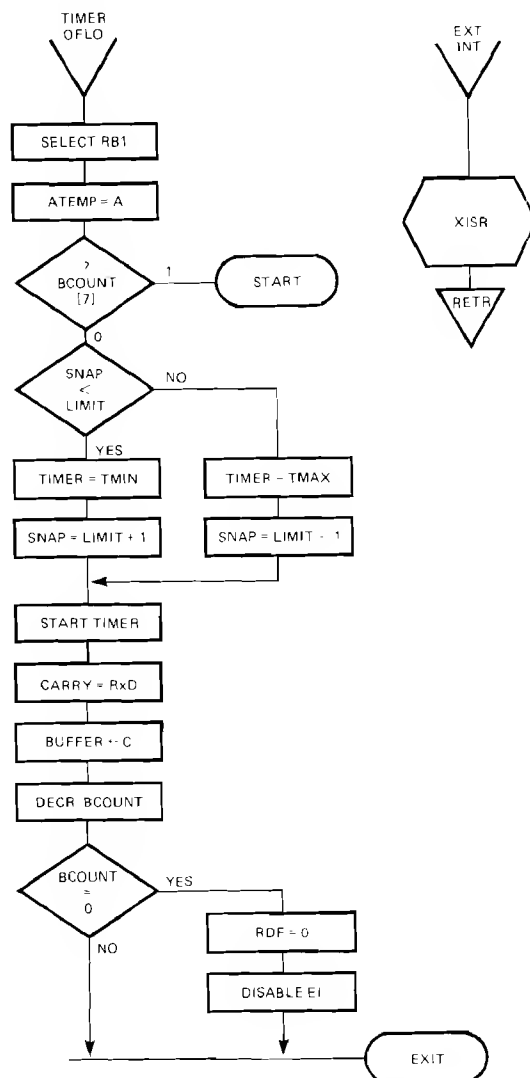 TIMER
OFLO
SELECT RB1
ATEMP = A
?
BCOUNT
[7]
1
START
0
SNAP
<
LIMIT
NO
YES
TIMER = TMIN
TIMER - TMAX
SNAP = LIMIT + 1
SNAP = LIMIT - 1
START TIMER
CARRY = RxD
BUFFER ← C
DECR BCOUNT
BCOUNT
=
0
YES
NO
RDF = 0
DISABLE EI
EXIT
EXT
INT
XISR
RETR